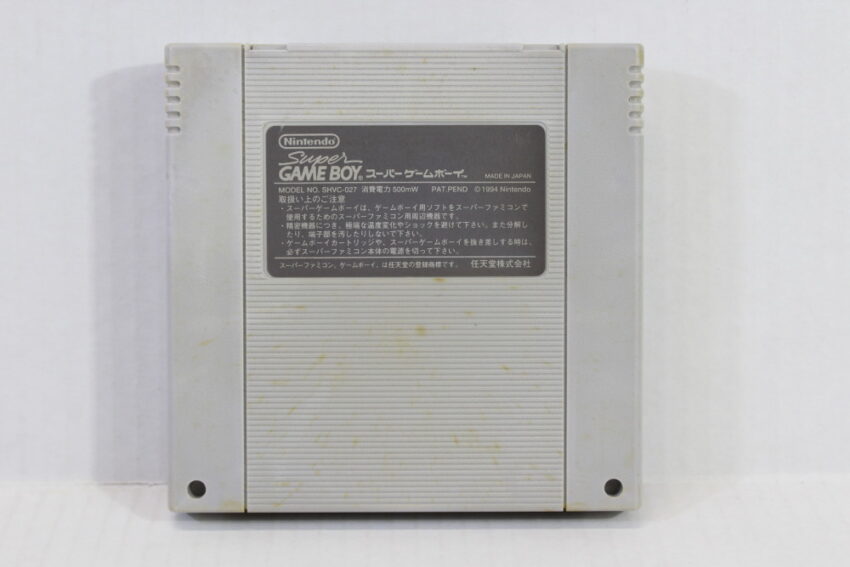 Nintendo
Super
GAME BOY® スーパーゲームボーイ™ MADE IN JAPAN
MODEL NO. SHVC-027 消費電力 500mW PAT. PEND © 1994 Nintendo
取扱い上のご注意
・スーパーゲームボーイは、ゲームボーイ用ソフトをスーパーファミコンで
使用するためのスーパーファミコン用周辺機器です。
・精密機器につき、極端な温度変化やショックを避けて下さい。また分解し
たり、端子部を汚したりしないで下さい。
・ゲームボーイカートリッジや、スーパーゲームボーイを抜き差しする時は、
必ずスーパーファミコン本体の電源を切って下さい。
スーパーファミコン、ゲームボーイ、は任天堂の登録商標です。 任天堂株式会社